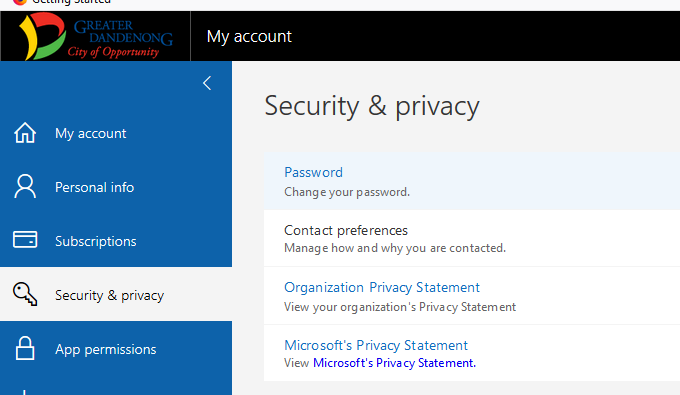 Getting Started
GREATER
DANDENONG
City of Opportunity
My account
My account
Personal info
Subscriptions
Security & privacy
App permissions
Security & privacy
Password
Change your password.
Contact preferences
Manage how and why you are contacted.
Organization Privacy Statement
View your organization's Privacy Statement
Microsoft's Privacy Statement
View Microsoft's Privacy Statement.